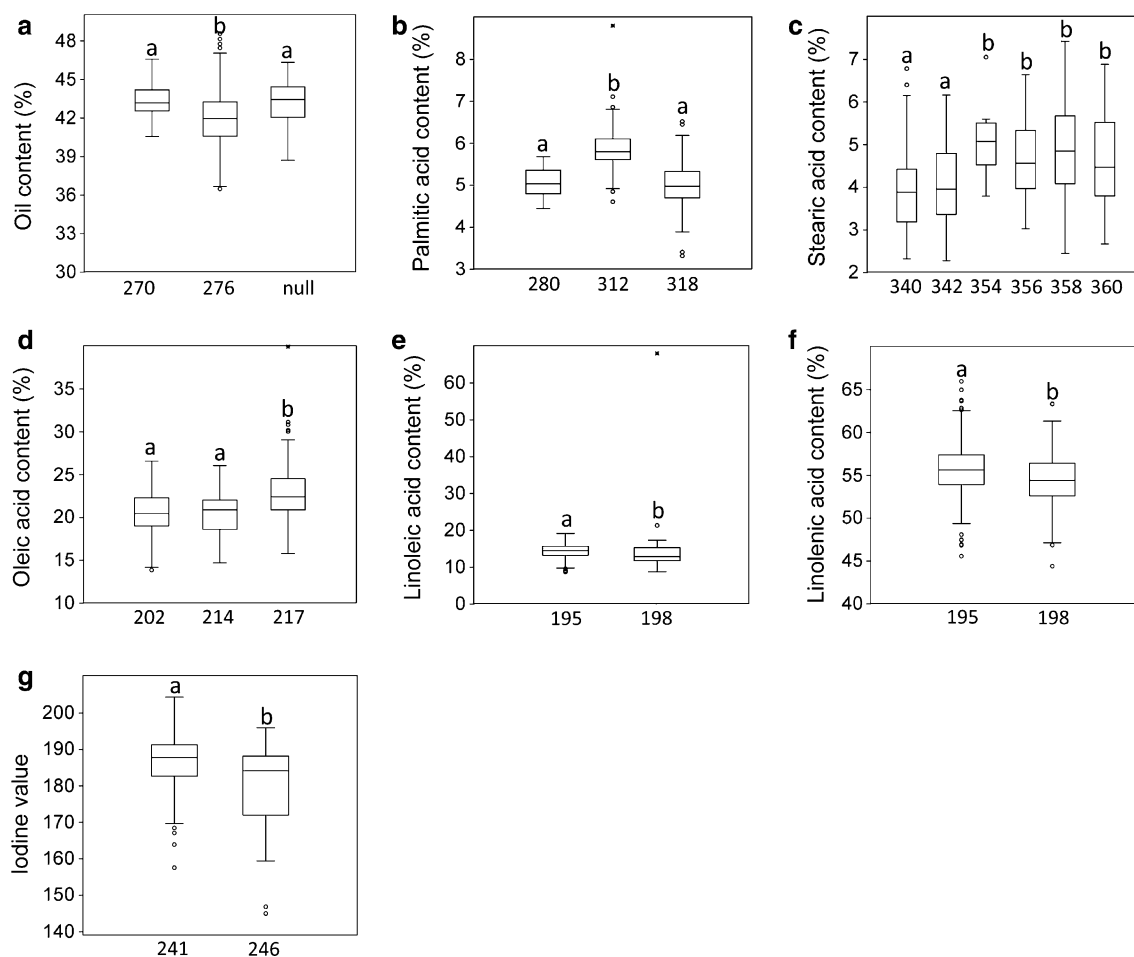 a
Oil content (%)
48
45
42
39
36
33
30
a
b
a
270 276 null
b
Palmitic acid content (%)
9
8
7
6
5
4
3
a
b
a
280 312 318
c
Stearic acid content (%)
7
6
5
4
3
2
a
a
b
b
b
b
340 342 354 356 358 360
d
Oleic acid content (%)
35
30
25
20
15
10
a
a
b
202 214 217
e
Linoleic acid content (%)
60
50
40
30
20
10
0
a
b
195 198
f
Linolenic acid content (%)
65
60
55
50
45
40
a
b
195 198
g
Iodine value
200
190
180
170
160
150
140
a
b
241 246